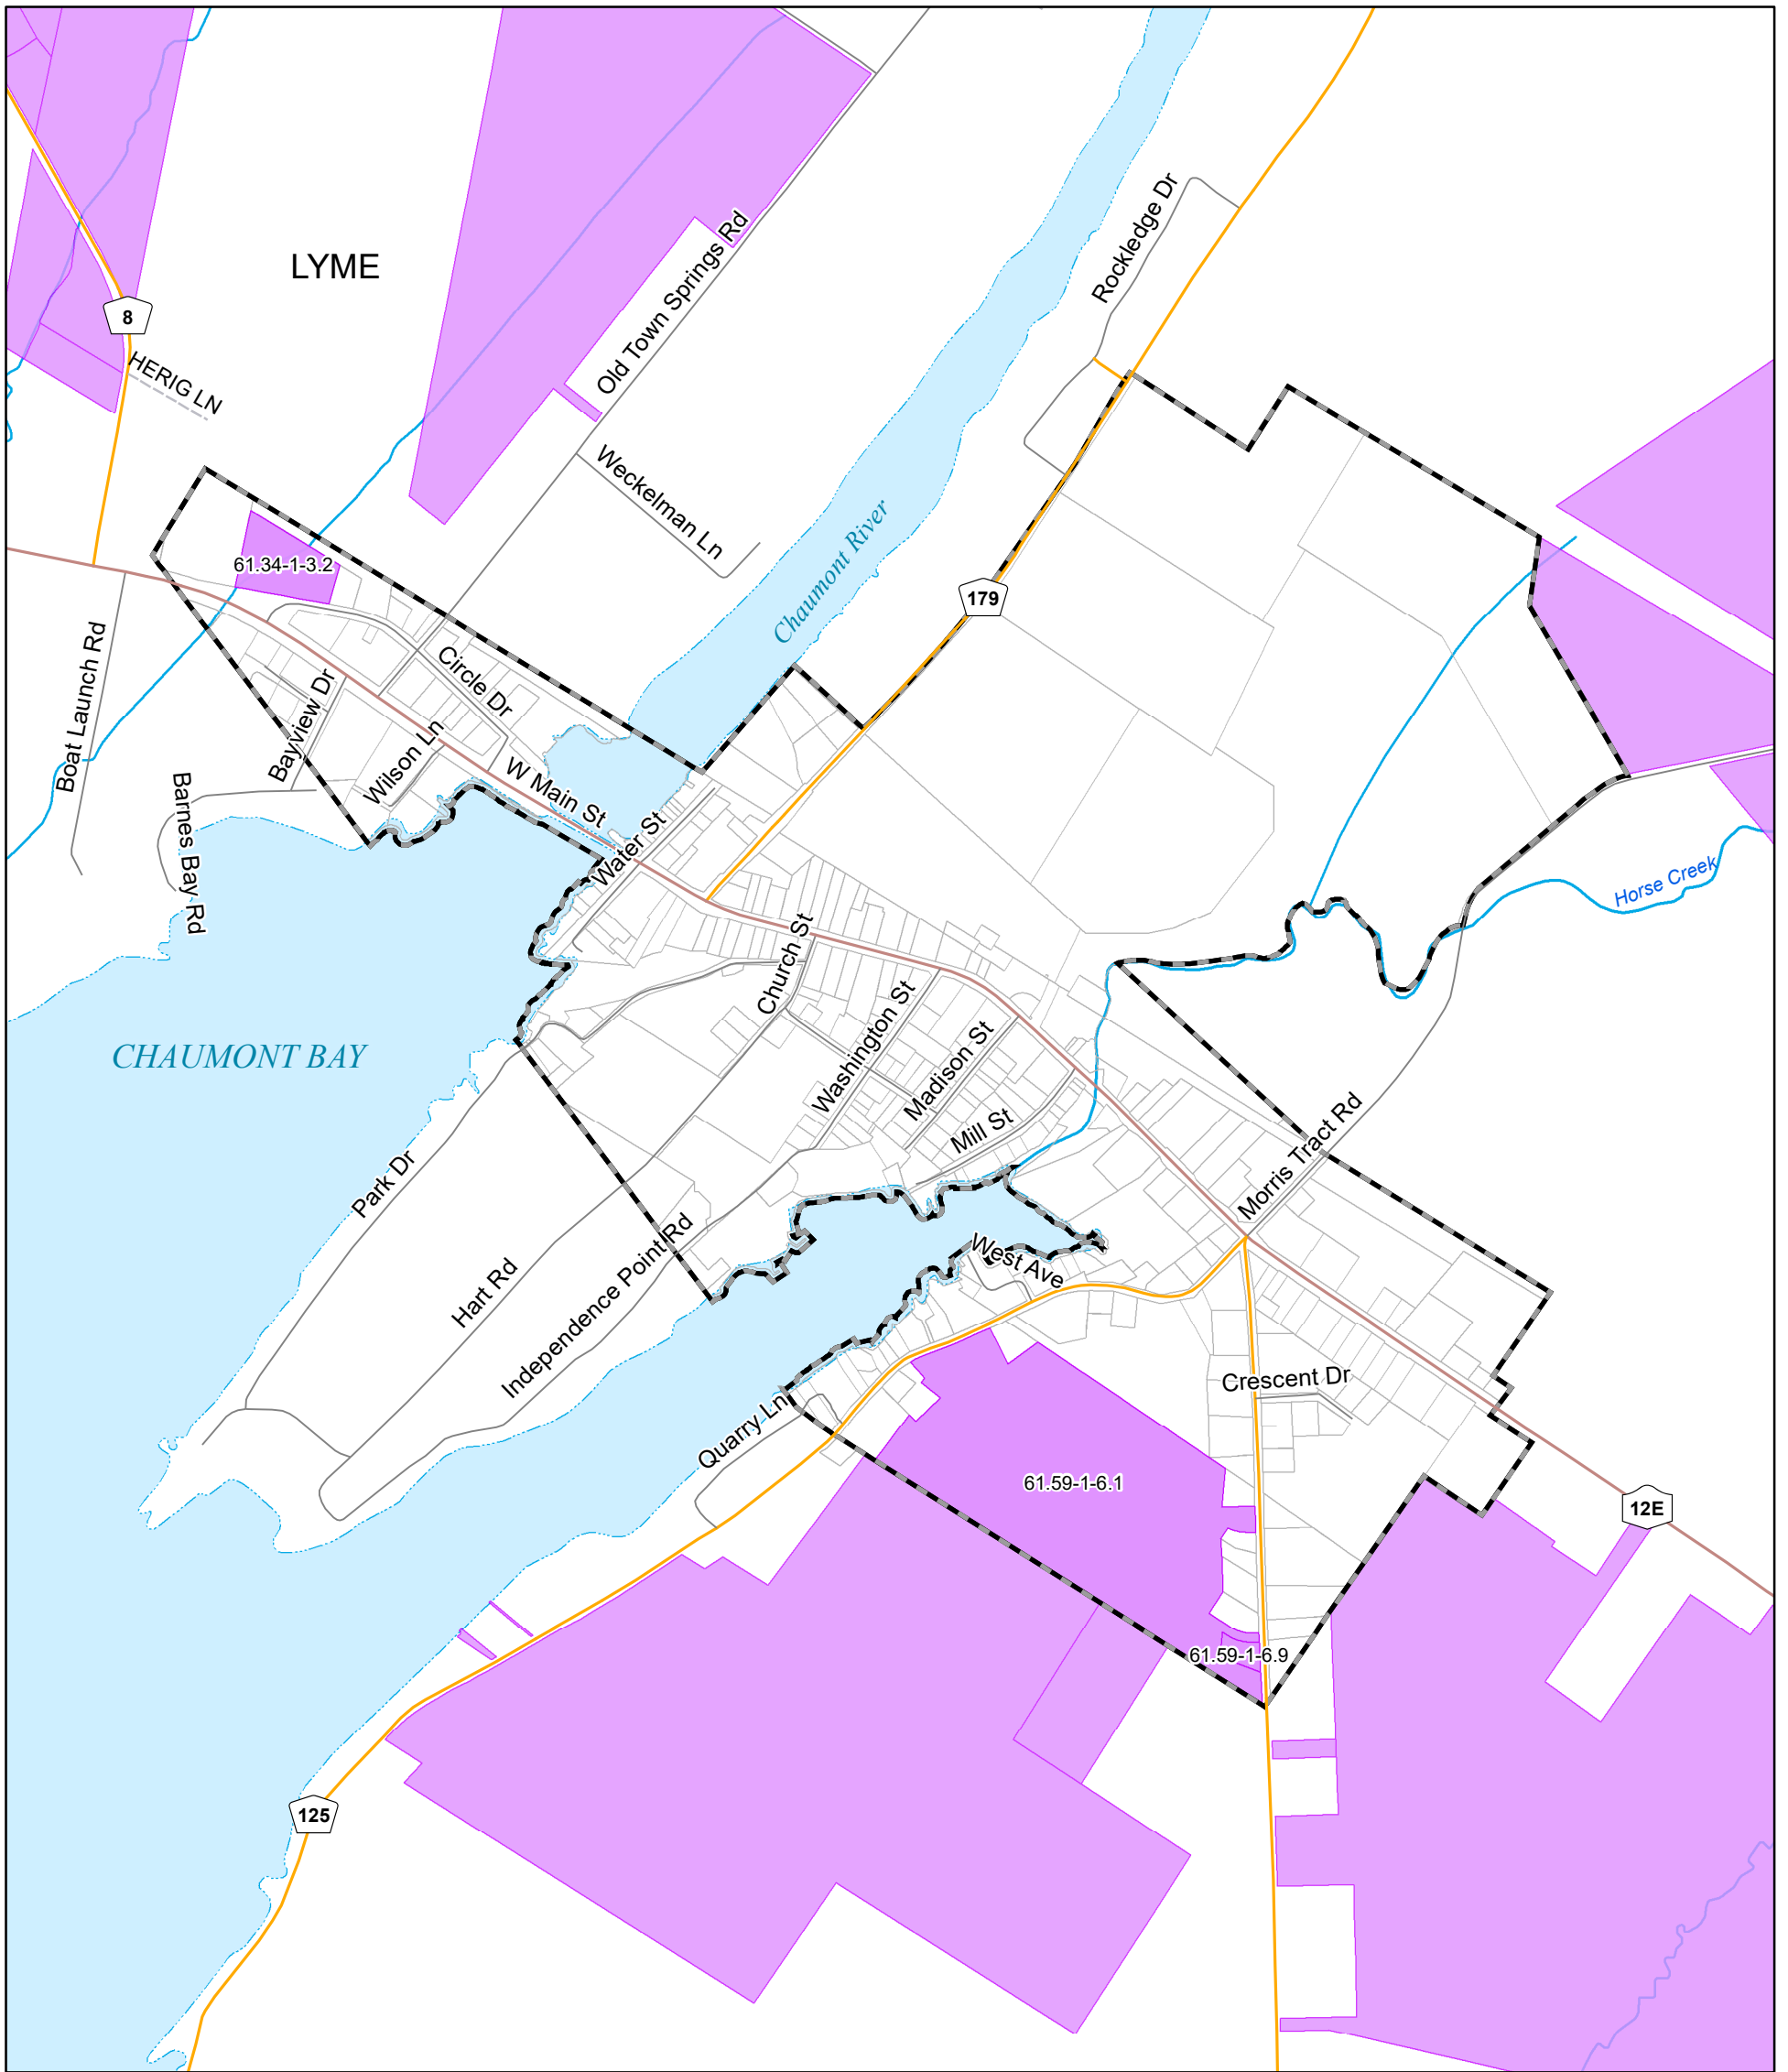 Rockledge Dr
LYME
Old Town Springs Rd
8
HERIG LN
Weckelman Ln
Chaumont River
61.34-1-3.2
179
Boat Launch Rd
Circle Dr
Bayview Dr
Wilson Ln
W Main St
Barnes Bay Rd
Water St
Horse Creek
Church St
CHAUMONT BAY
Washington St
Madison St
Mill St
Morris Tract Rd
Park Dr
West Ave
Hart Rd
Independence Point Rd
Crescent Dr
Quarry Ln
61.59-1-6.1
12E
61.59-1-6.9
125